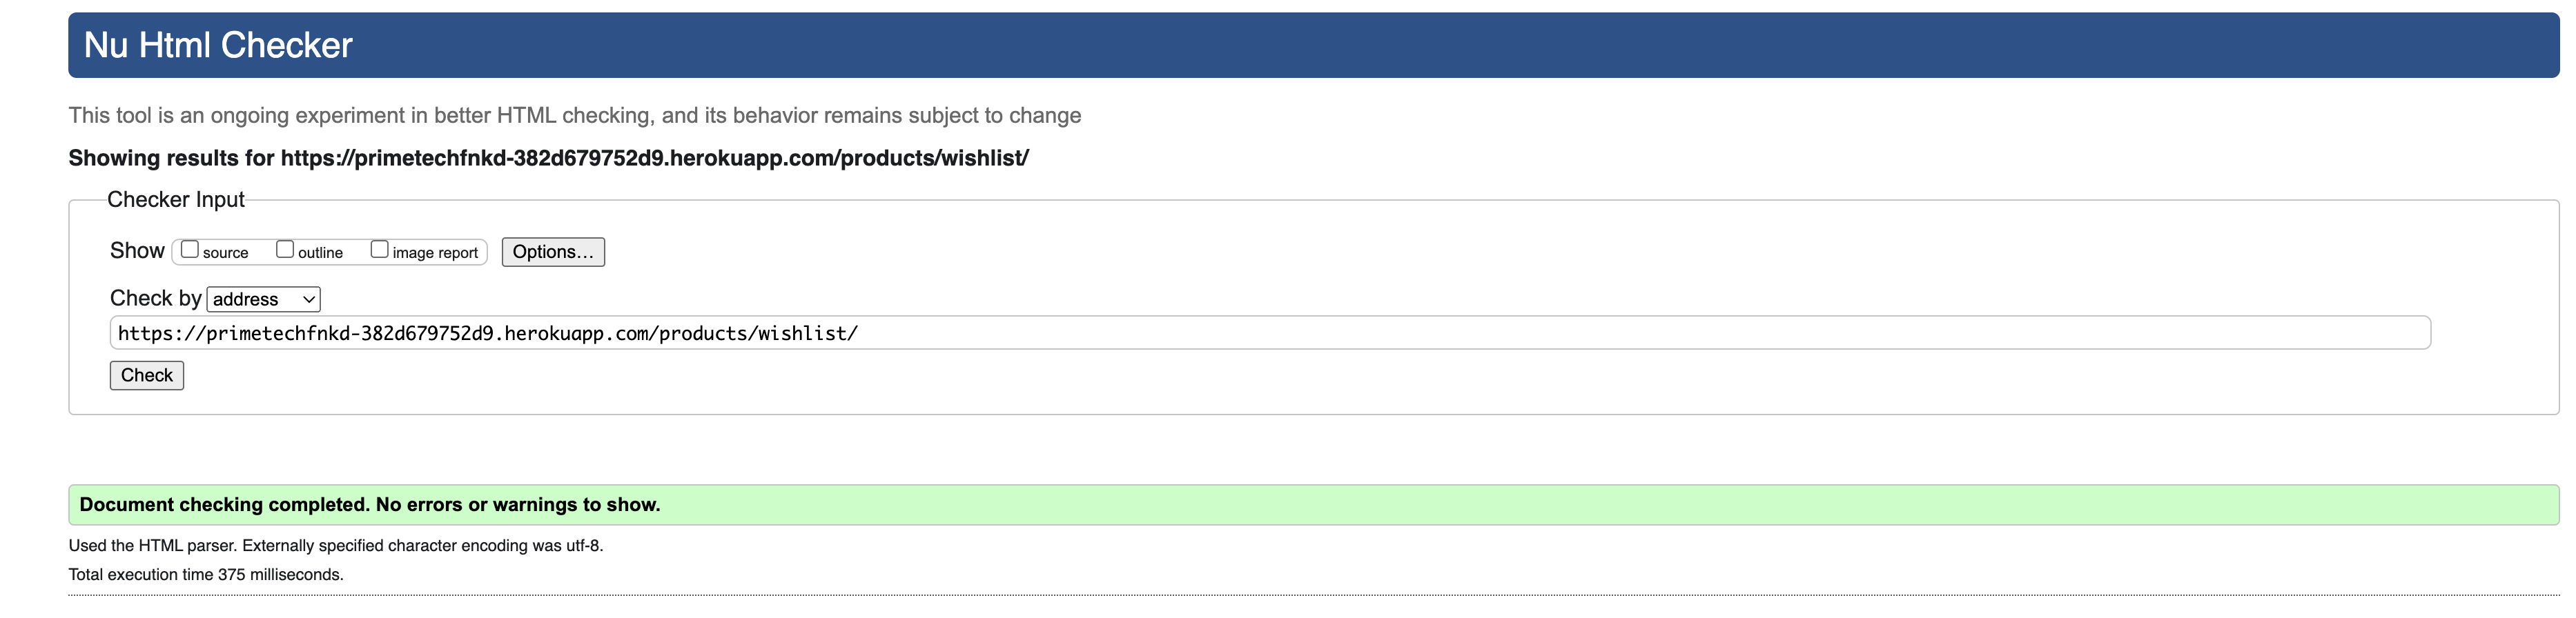 Nu Html Checker
This tool is an ongoing experiment in better HTML checking, and its behavior remains subject to change
Showing results for https://primetechfnkd-382d679752d9.herokuapp.com/products/wishlist/
Checker Input
Show source outline image report Options…
Check by address
https://primetechfnkd-382d679752d9.herokuapp.com/products/wishlist/
Check
Document checking completed. No errors or warnings to show.
Used the HTML parser. Externally specified character encoding was utf-8.
Total execution time 375 milliseconds.